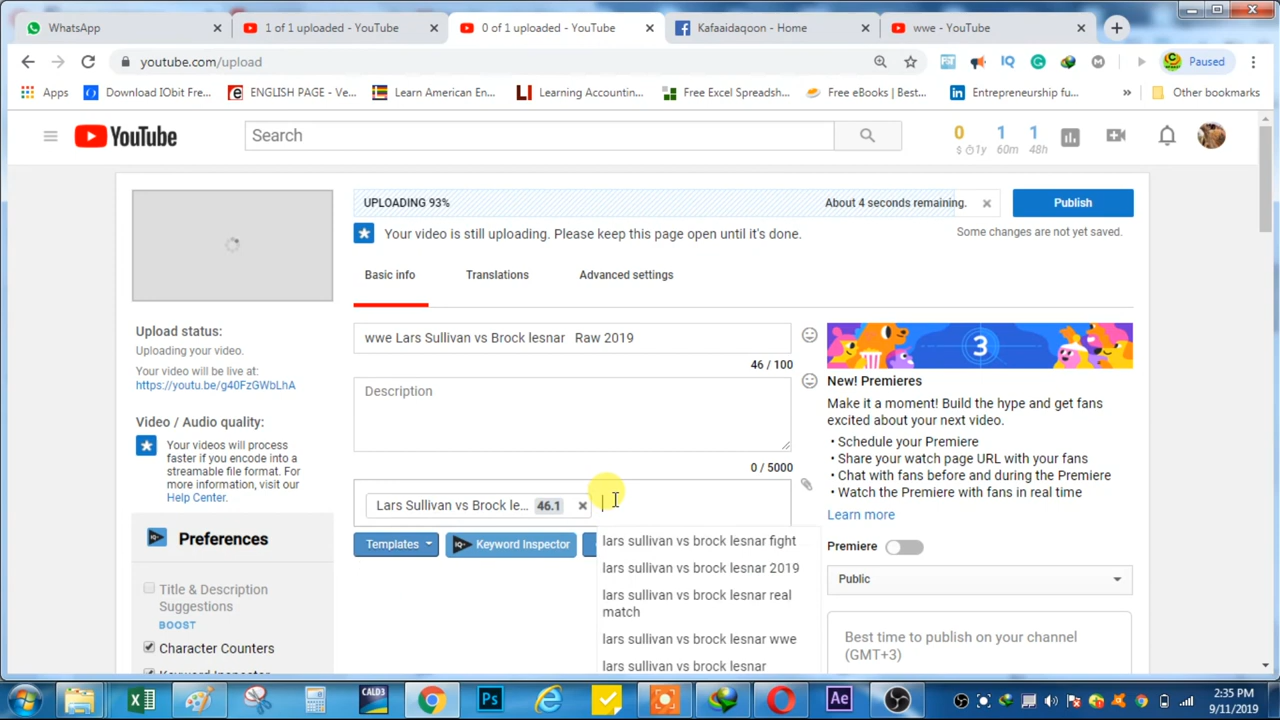 WhatsApp
1 of 1 uploaded - YouTube
0 of 1 uploaded - YouTube
Kafaaidaqoon - Home
wwe - YouTube
youtube.com/upload
IQ
Paused
Apps
Download IObit Fre...
ENGLISH PAGE - Ve...
Learn American En...
Learning Accountin...
Free Excel Spreadsh...
Free eBooks | Best...
Entrepreneurship fu...
»
Other bookmarks
YouTube
Search
0
$ 1y
1
60m
1
48h
UPLOADING 93%
About 4 seconds remaining.
Publish
Your video is still uploading. Please keep this page open until it's done.
Some changes are not yet saved.
Basic info
Translations
Advanced settings
Upload status:
Uploading your video.
Your video will be live at:
https://youtu.be/g40FzGWbLhA
Video / Audio quality:
Your videos will process
faster if you encode into a
streamable file format. For
more information, visit our
Help Center.
Preferences
Title & Description
Suggestions
BOOST
Character Counters
wwe Lars Sullivan vs Brock lesnar Raw 2019
46 / 100
Description
0 / 5000
Lars Sullivan vs Brock le... 46.1
Templates
Keyword Inspector
lars sullivan vs brock lesnar fight
lars sullivan vs brock lesnar 2019
lars sullivan vs brock lesnar real
match
lars sullivan vs brock lesnar wwe
lars sullivan vs brock lesnar
3
New! Premieres
Make it a moment! Build the hype and get fans
excited about your next video.
• Schedule your Premiere
• Share your watch page URL with your fans
• Chat with fans before and during the Premiere
• Watch the Premiere with fans in real time
Learn more
Premiere
Public
Best time to publish on your channel
(GMT+3)
CALD3
Ps
Ae
2:35 PM
9/11/2019